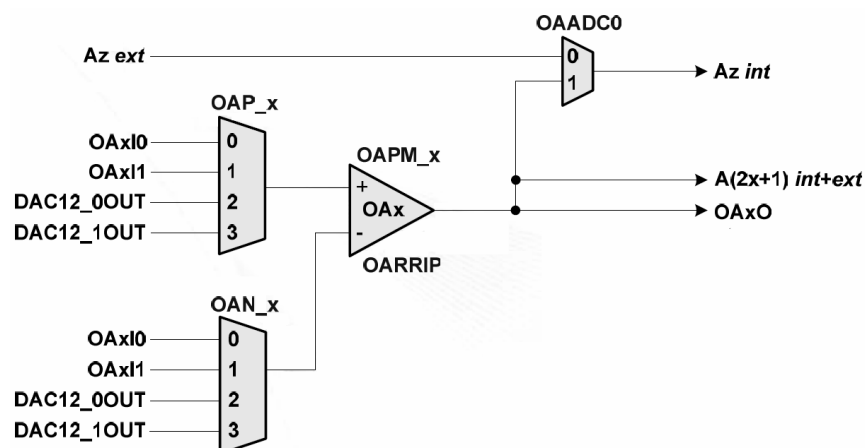 OAADC0
Az ext
0
1
Az int
OAP_x
OAxI0
0
OAxI1
1
DAC12_0OUT
2
DAC12_1OUT
3
OAPM_x
+
OAx
-
OARRIP
A(2x+1) int+ext
OAxO
OAN_x
OAxI0
0
OAxI1
1
DAC12_0OUT
2
DAC12_1OUT
3